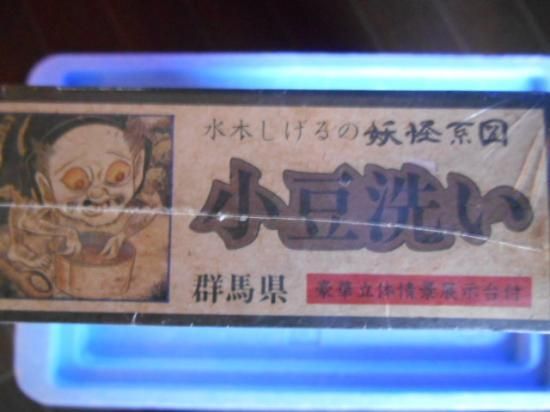 水木しげるの妖怪系図
小豆洗い
群馬県
豪華立体情景展示台付